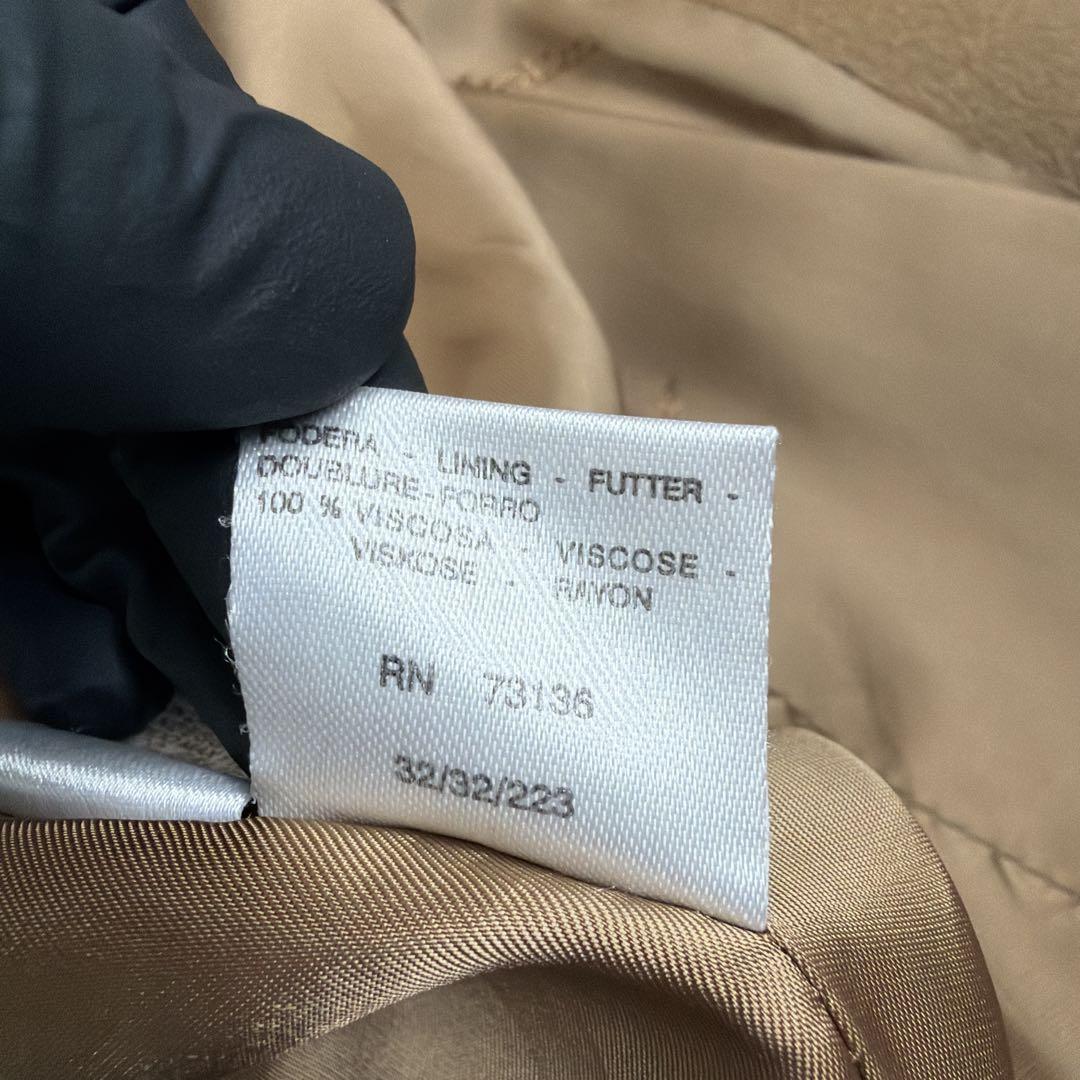 FODERA - LINING - FUTTER -
DOUBLURE-FORRO
100 % VISCOSA - VISCOSE -
VISKOSE - RAYON
RN 73136
32/32/223